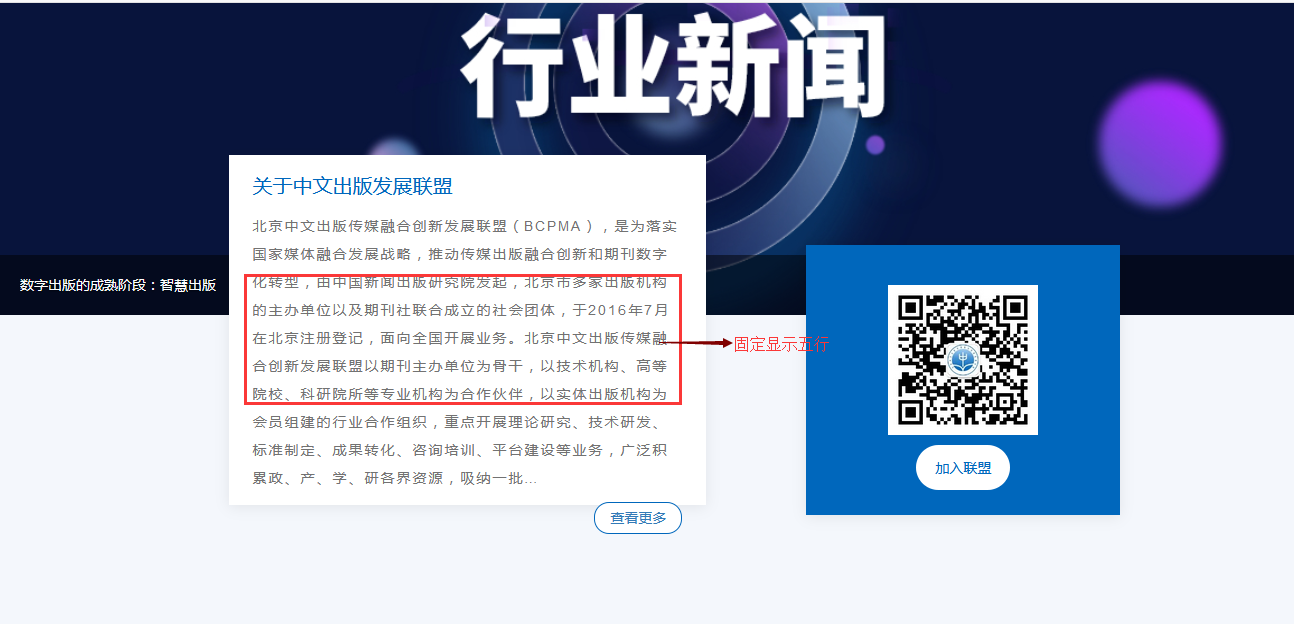 行业新闻
关于中文出版发展联盟
北京中文出版传媒融合创新发展联盟（BCPMA），是为落实
国家媒体融合发展战略，推动传媒出版融合创新和期刊数字
化转型，由中国新闻出版研究院发起，北京市多家出版机构
的主办单位以及期刊社联合成立的社会团体，于2016年7月
在北京注册登记，面向全国开展业务。北京中文出版传媒融
合创新发展联盟以期刊主办单位为骨干，以技术机构、高等
院校、科研院所等专业机构为合作伙伴，以实体出版机构为
会员组建的行业合作组织，重点开展理论研究、技术研发、
标准制定、成果转化、咨询培训、平台建设等业务，广泛积
累政、产、学、研各界资源，吸纳一批...
查看更多
数字出版的成熟阶段：智慧出版
固定显示五行
加入联盟